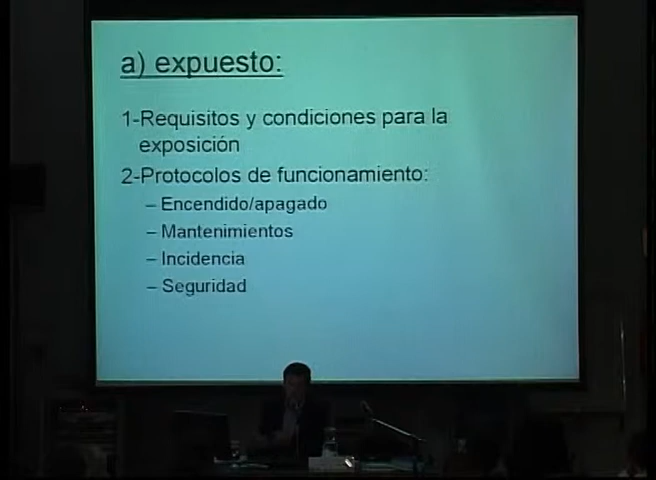 a) expuesto:
1-Requisitos y condiciones para la
exposición
2-Protocolos de funcionamiento:
– Encendido/apagado
– Mantenimientos
– Incidencia
– Seguridad